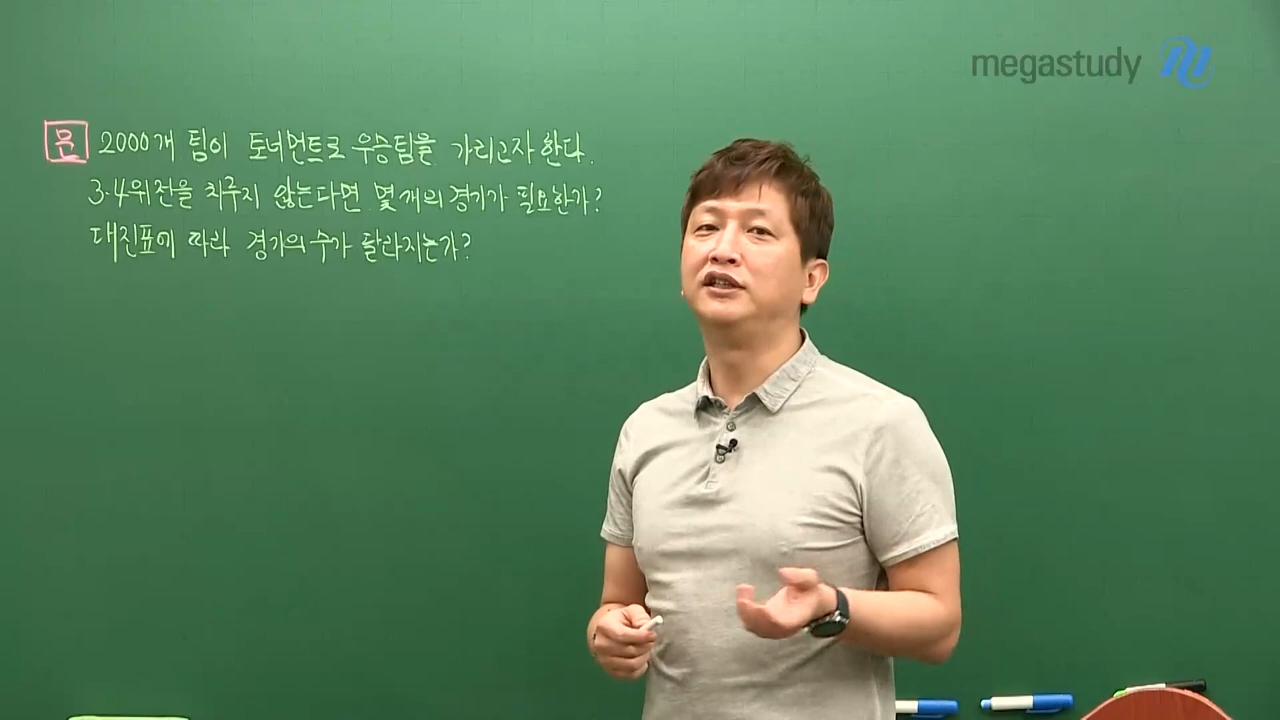 megastudy
문 2000개 팀이 토너먼트로 우승팀을 가리고자 한다.
3·4위전을 치루지 않는다면 몇 개의 경기가 필요한가?
대진표에 따라 경기의 수가 달라지는가?